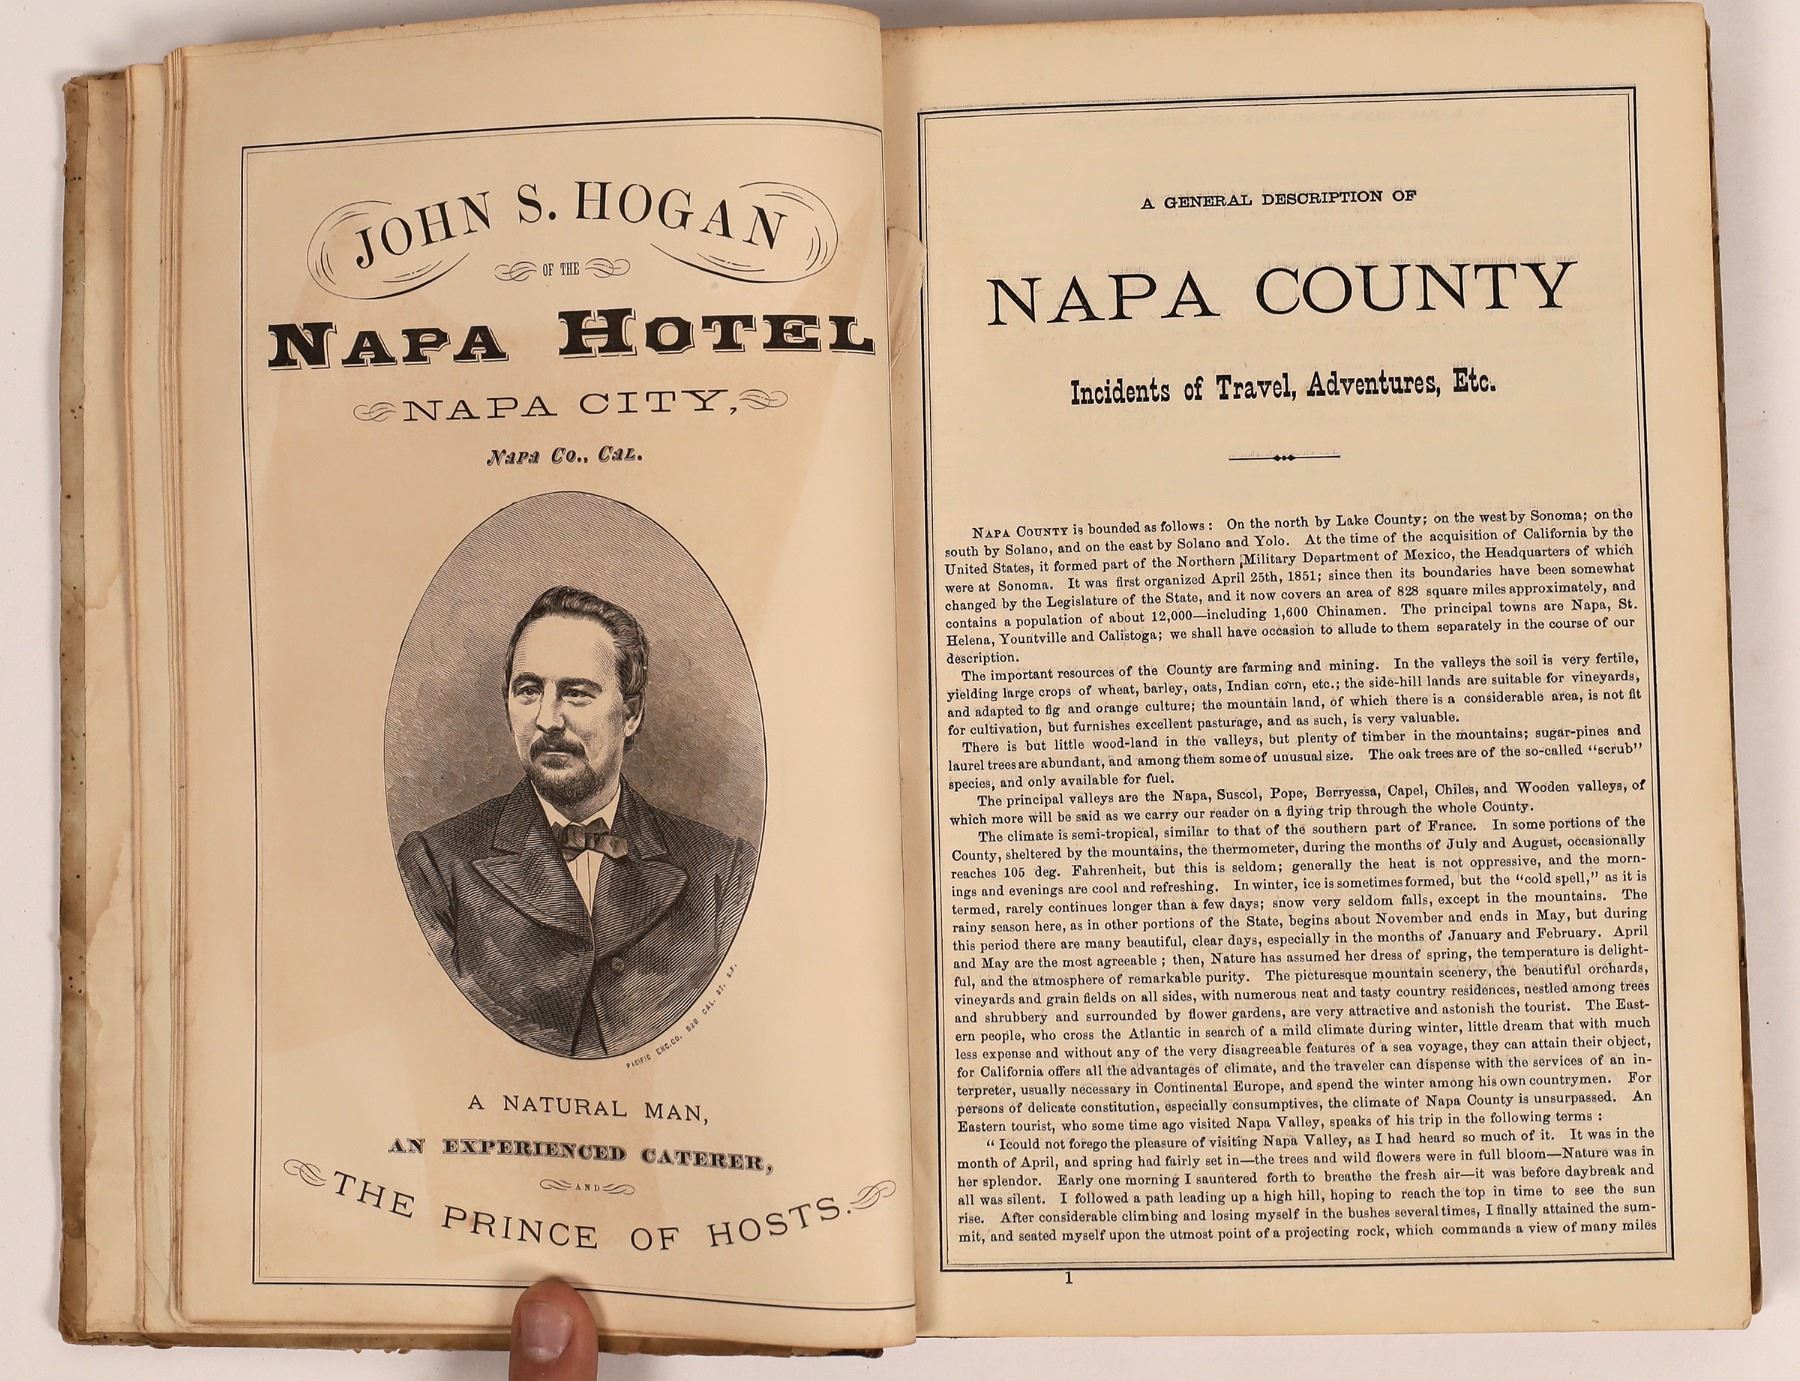 JOHN S. HOGAN
OF THE
NAPA HOTEL
NAPA CITY,
NAPA CO., CAL.
PACIFIC ENG.CO. 528 CAL. ST. S.F.
A NATURAL MAN,
AN EXPERIENCED CATERER,
AND
THE PRINCE OF HOSTS.
A GENERAL DESCRIPTION OF
NAPA COUNTY
Incidents of Travel, Adventures, Etc.
NAPA COUNTY is bounded as follows: On the north by Lake County; on the west by Sonoma; on the
south by Solano, and on the east by Solano and Yolo. At the time of the acquisition of California by the
United States, it formed part of the Northern Military Department of Mexico, the Headquarters of which
were at Sonoma. It was first organized April 25th, 1851; since then its boundaries have been somewhat
changed by the Legislature of the State, and it now covers an area of 828 square miles approximately, and
contains a population of about 12,000—including 1,600 Chinamen. The principal towns are Napa, St.
Helena, Yountville and Calistoga; we shall have occasion to allude to them separately in the course of our
description.
The important resources of the County are farming and mining. In the valleys the soil is very fertile,
yielding large crops of wheat, barley, oats, Indian corn, etc.; the side-hill lands are suitable for vineyards,
and adapted to fig and orange culture; the mountain land, of which there is a considerable area, is not fit
for cultivation, but furnishes excellent pasturage, and as such, is very valuable.
There is but little wood-land in the valleys, but plenty of timber in the mountains; sugar-pines and
laurel trees are abundant, and among them some of unusual size. The oak trees are of the so-called "scrub"
species, and only available for fuel.
The principal valleys are the Napa, Suscol, Pope, Berryessa, Capel, Chiles, and Wooden valleys, of
which more will be said as we carry our reader on a flying trip through the whole County.
The climate is semi-tropical, similar to that of the southern part of France. In some portions of the
County, sheltered by the mountains, the thermometer, during the months of July and August, occasionally
reaches 105 deg. Fahrenheit, but this is seldom; generally the heat is not oppressive, and the morn-
ings and evenings are cool and refreshing. In winter, ice is sometimes formed, but the "cold spell," as it is
termed, rarely continues longer than a few days; snow very seldom falls, except in the mountains. The
rainy season here, as in other portions of the State, begins about November and ends in May, but during
this period there are many beautiful, clear days, especially in the months of January and February. April
and May are the most agreeable; then, Nature has assumed her dress of spring, the temperature is delight-
ful, and the atmosphere of remarkable purity. The picturesque mountain scenery, the beautiful orchards,
vineyards and grain fields on all sides, with numerous neat and tasty country residences, nestled among trees
and shrubbery and surrounded by flower gardens, are very attractive and astonish the tourist. The East-
ern people, who cross the Atlantic in search of a mild climate during winter, little dream that with much
less expense and without any of the very disagreeable features of a sea voyage, they can attain their object,
for California offers all the advantages of climate, and the traveler can dispense with the services of an in-
terpreter, usually necessary in Continental Europe, and spend the winter among his own countrymen. For
persons of delicate constitution, especially consumptives, the climate of Napa County is unsurpassed. An
Eastern tourist, who some time ago visited Napa Valley, speaks of his trip in the following terms:
"Icould not forego the pleasure of visiting Napa Valley, as I had heard so much of it. It was in the
month of April, and spring had fairly set in—the trees and wild flowers were in full bloom—Nature was in
her splendor. Early one morning I sauntered forth to breathe the fresh air—it was before daybreak and
all was silent. I followed a path leading up a high hill, hoping to reach the top in time to see the sun
rise. After considerable climbing and losing myself in the bushes several times, I finally attained the sum-
mit, and seated myself upon the utmost point of a projecting rock, which commands a view of many miles
1